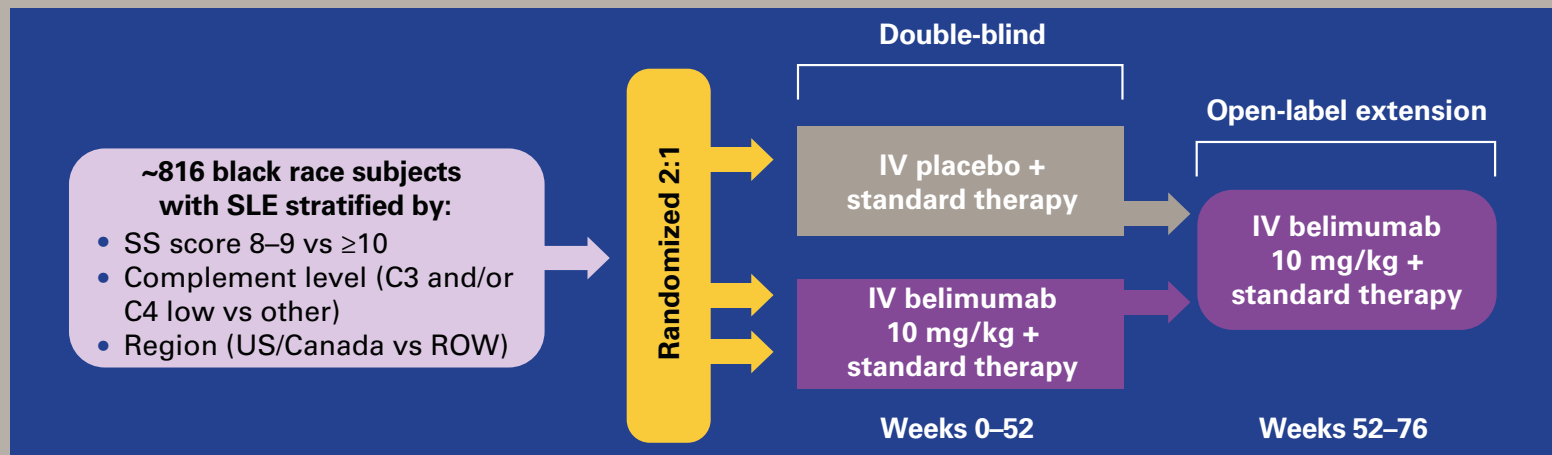 ~816 black race subjects
with SLE stratified by:
• SS score 8–9 vs ≥10
• Complement level (C3 and/or
C4 low vs other)
• Region (US/Canada vs ROW)
Randomized 2:1
Double-blind
IV placebo +
standard therapy
IV belimumab
10 mg/kg +
standard therapy
Weeks 0–52
Open-label extension
IV belimumab
10 mg/kg +
standard therapy
Weeks 52–76